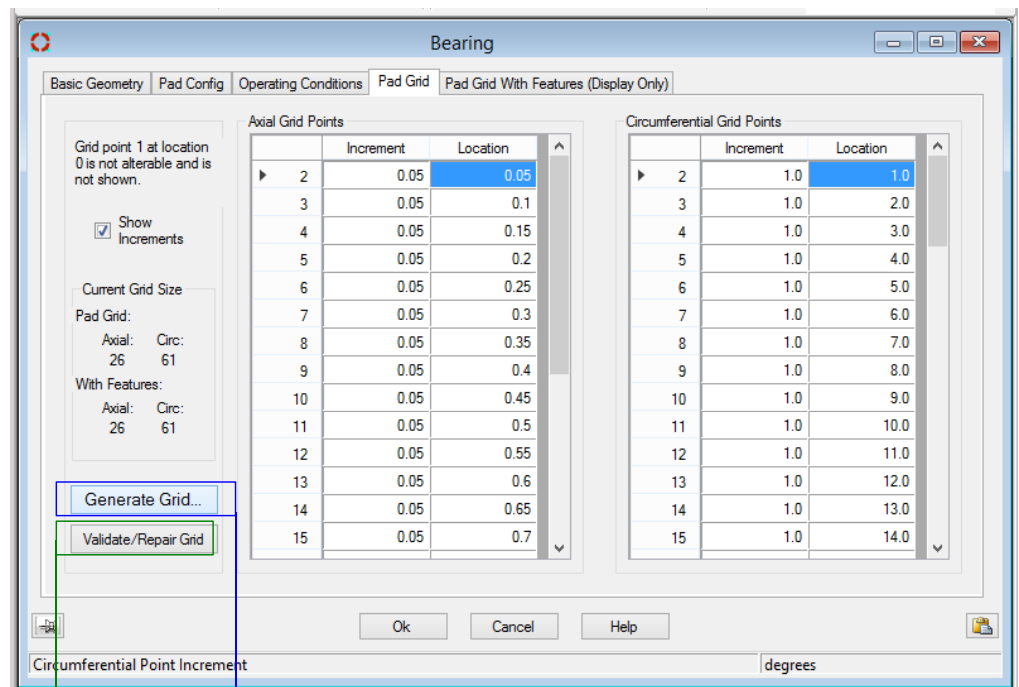 Bearing
Basic Geometry Pad Config Operating Conditions Pad Grid Pad Grid With Features (Display Only)
Grid point 1 at location
0 is not alterable and is
not shown.
Show
Increments
Current Grid Size
Pad Grid:
Axial: Circ:
26 61
With Features:
Axial: Circ:
26 61
Generate Grid...
Validate/Repair Grid
Axial Grid Points
Increment Location
2 0.05 0.05
3 0.05 0.1
4 0.05 0.15
5 0.05 0.2
6 0.05 0.25
7 0.05 0.3
8 0.05 0.35
9 0.05 0.4
10 0.05 0.45
11 0.05 0.5
12 0.05 0.55
13 0.05 0.6
14 0.05 0.65
15 0.05 0.7
Circumferential Grid Points
Increment Location
2 1.0 1.0
3 1.0 2.0
4 1.0 3.0
5 1.0 4.0
6 1.0 5.0
7 1.0 6.0
8 1.0 7.0
9 1.0 8.0
10 1.0 9.0
11 1.0 10.0
12 1.0 11.0
13 1.0 12.0
14 1.0 13.0
15 1.0 14.0
Ok Cancel Help
Circumferential Point Increment degrees